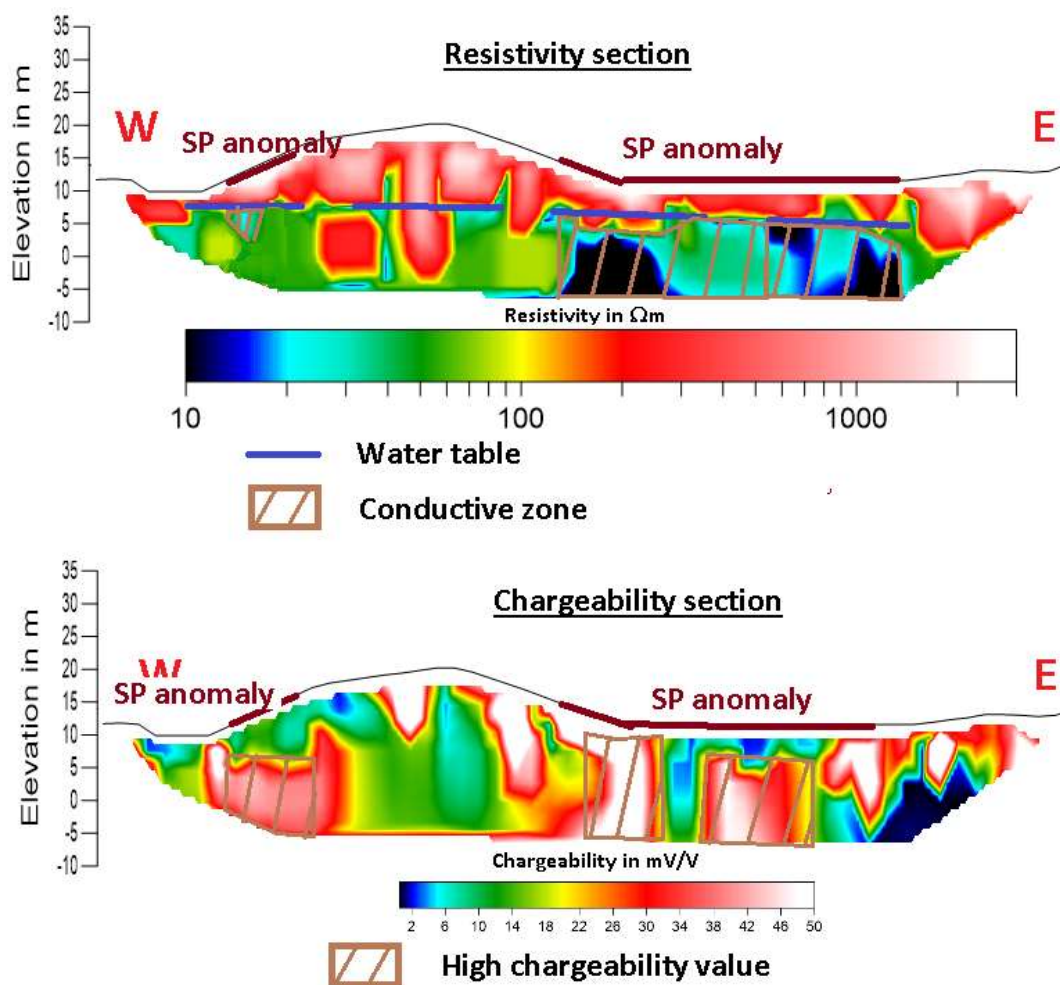 35
30
25
20
15
10
5
0
-5
-10
Elevation in m
Resistivity section
W
E
SP anomaly
SP anomaly
Resistivity in Ωm
10 100 1000
Water table
Conductive zone
35
30
25
20
15
10
5
0
-5
-10
Elevation in m
Chargeability section
W
E
SP anomaly
SP anomaly
Chargeability in mV/V
2 6 10 14 18 22 26 30 34 38 42 46 50
High chargeability value